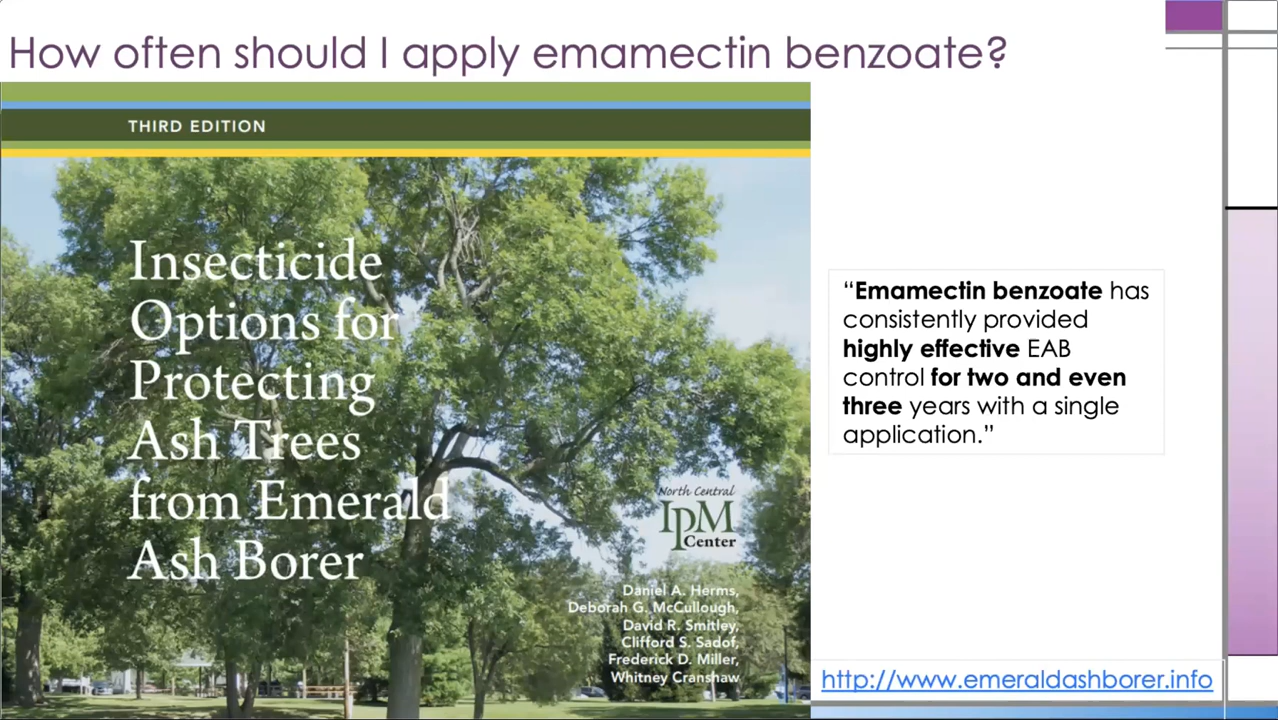 How often should I apply emamectin benzoate?
THIRD EDITION
Insecticide
Options for
Protecting
Ash Trees
from Emerald
Ash Borer
North Central
IPM
Center
Daniel A. Herms,
Deborah G. McCullough,
David R. Smitley,
Clifford S. Sadof,
Frederick D. Miller,
Whitney Cranshaw
“Emamectin benzoate has
consistently provided
highly effective EAB
control for two and even
three years with a single
application.”
http://www.emeraldashborer.info